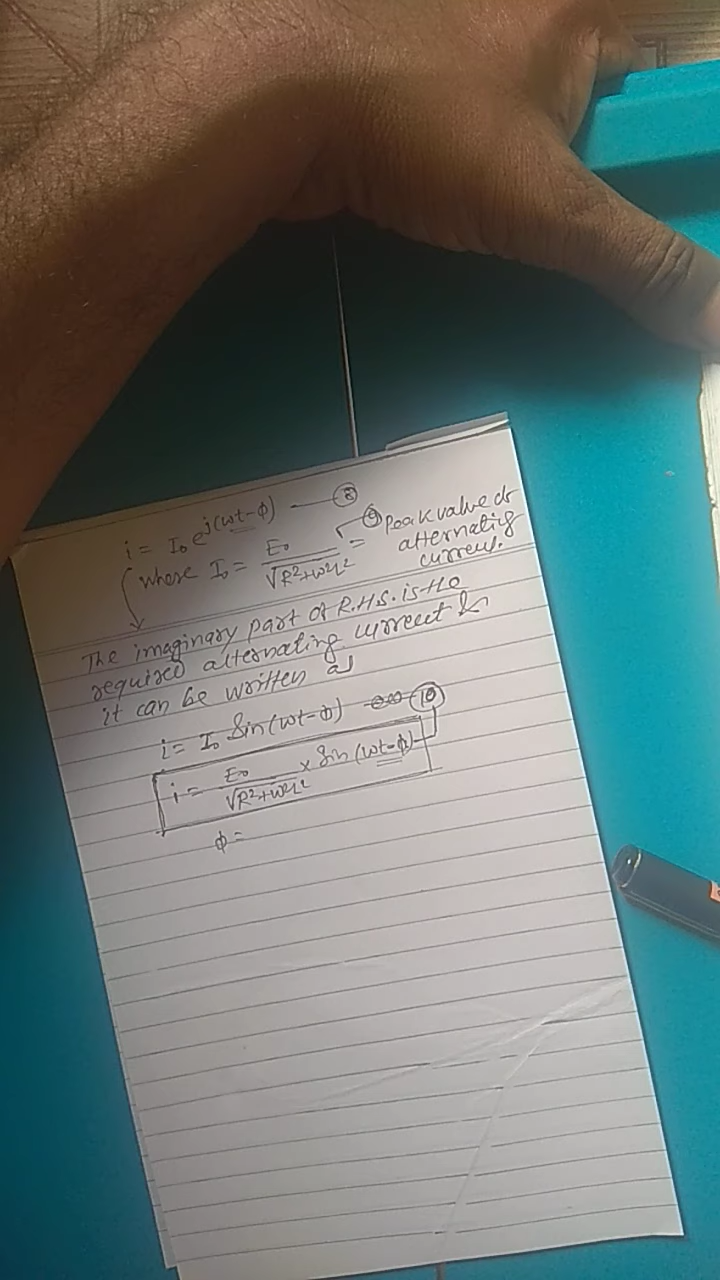 i = I₀ e^j(ωt-ϕ) — ⑧
where I₀ = E₀/√R²+ω²L² = ⑨ Peak value of
alternating
current.
The imaginary part of R.H.S. is the
required alternating current &
it can be written as
i = I₀ Sin(ωt-ϕ) — ⑩
i = E₀/√R²+ω²L² × Sin(ωt-ϕ)
ϕ =